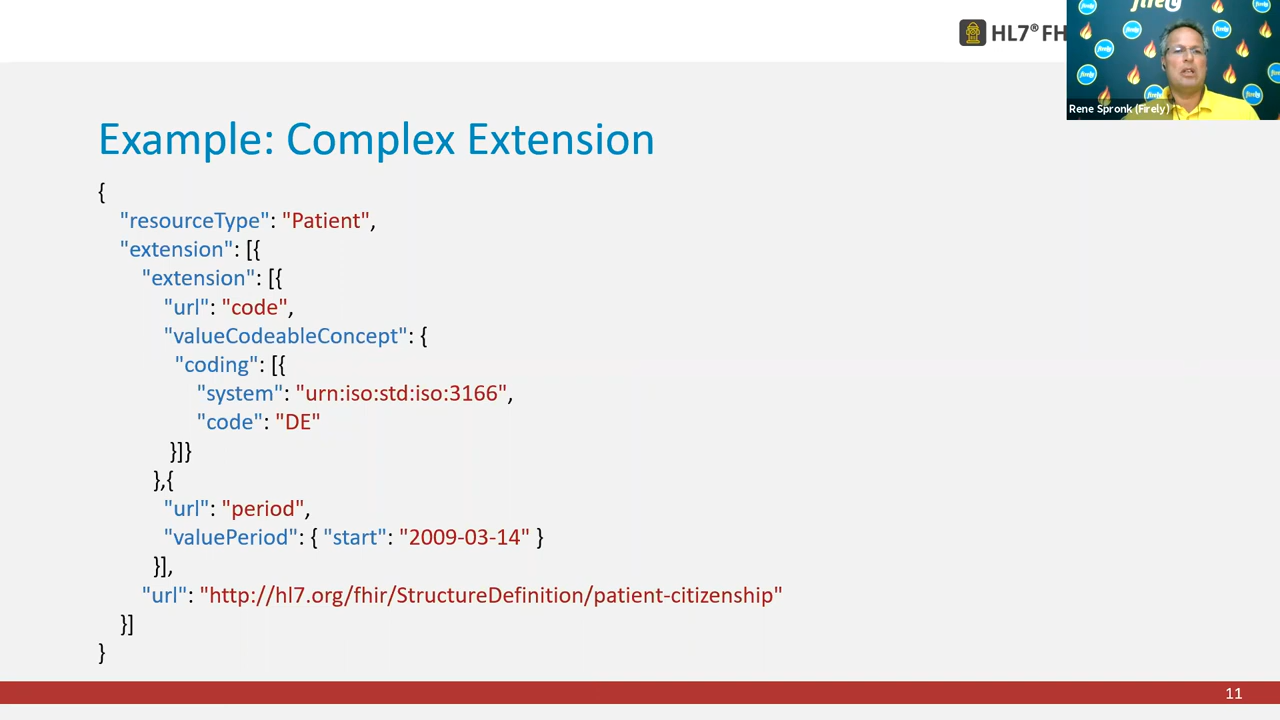 HL7® FH
firely
firely
Rene Spronk (Firely)
Example: Complex Extension
{
"resourceType": "Patient",
"extension": [{
"extension": [{
"url": "code",
"valueCodeableConcept": {
"coding": [{
"system": "urn:iso:std:iso:3166",
"code": "DE"
}]}
},{
"url": "period",
"valuePeriod": { "start": "2009-03-14" }
}],
"url": "http://hl7.org/fhir/StructureDefinition/patient-citizenship"
}]
}
11